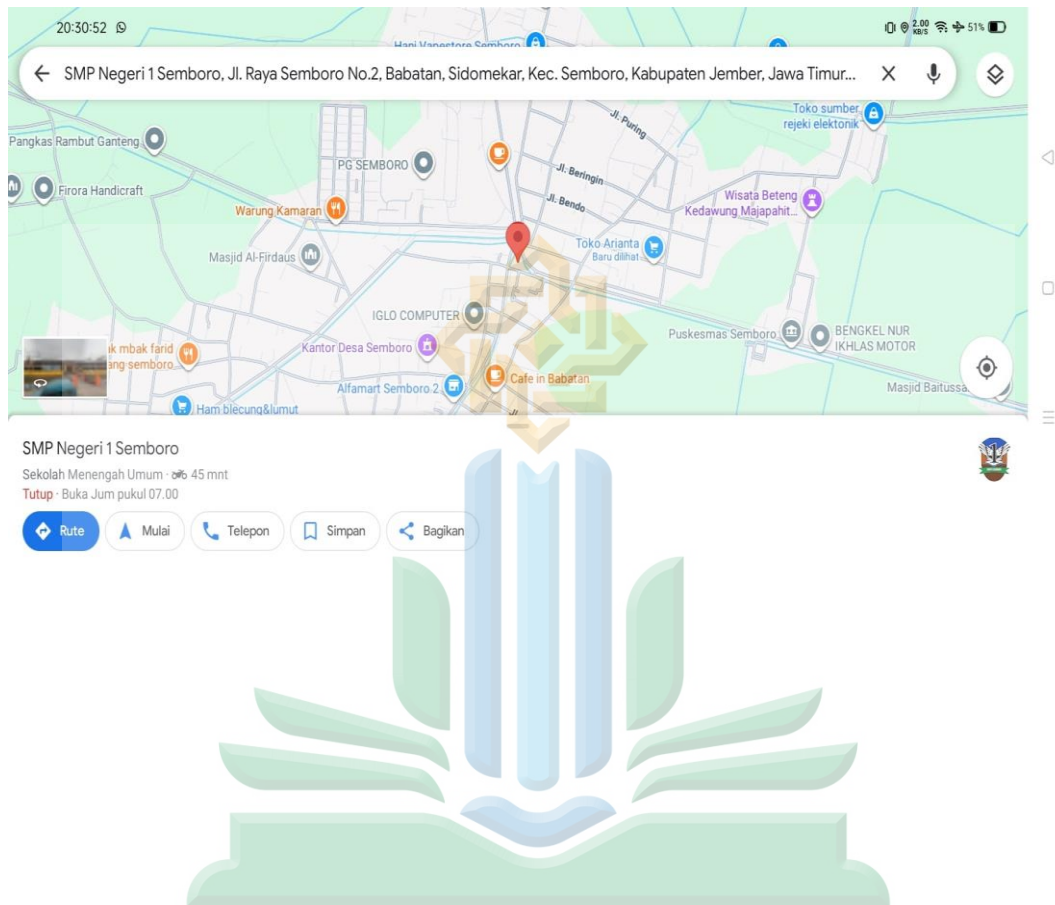 20:30:52
2.00 KB/S 51%
Hani Vapestore Semboro
SMP Negeri 1 Semboro, Jl. Raya Semboro No.2, Babatan, Sidomekar, Kec. Semboro, Kabupaten Jember, Jawa Timur...
Toko sumber
rejeki elektonik
Jl. Puring
Pangkas Rambut Ganteng
PG SEMBORO
Jl. Beringin
Firora Handicraft
Wisata Beteng
Kedawung Majapahit...
Jl. Bendo
Warung Kamaran
Toko Arianta
Baru dilihat
Masjid Al-Firdaus
IGLO COMPUTER
Puskesmas Semboro
BENGKEL NUR
IKHLAS MOTOR
Kantor Desa Semboro
ak mbak farid
ang semboro
Cafe in Babatan
Alfamart Semboro 2
Masjid Baitussa
Ham blecung&lumut
Jl
SMP Negeri 1 Semboro
Sekolah Menengah Umum · 45 mnt
Tutup · Buka Jum pukul 07.00
Rute
Mulai
Telepon
Simpan
Bagikan